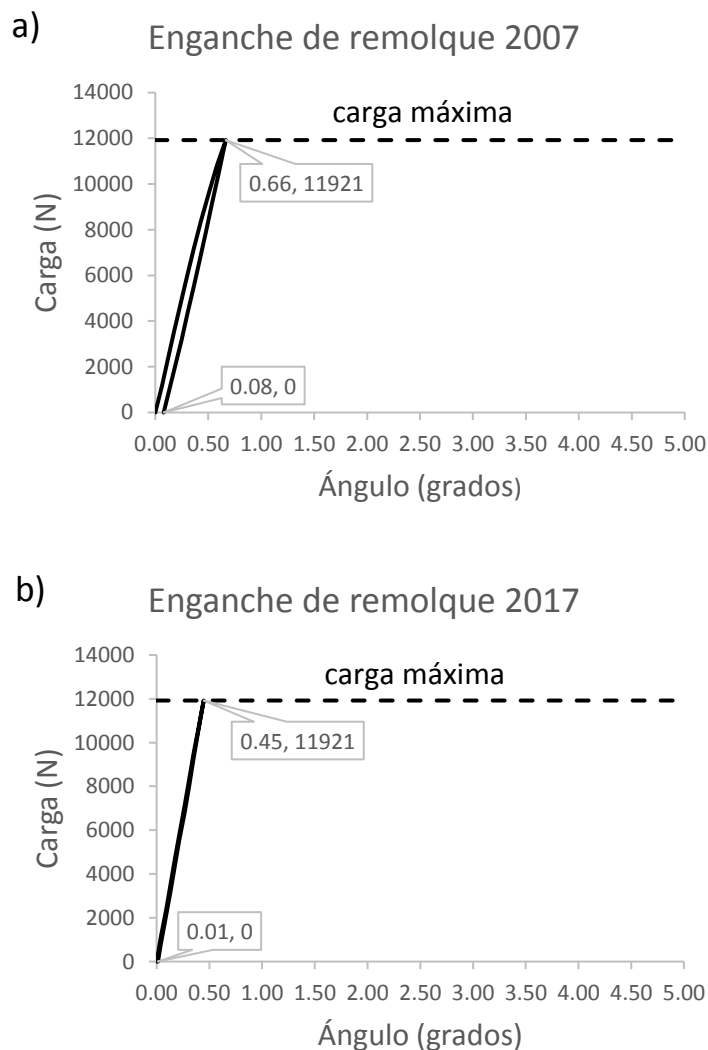 a)
Enganche de remolque 2007
14000
carga máxima
12000
0.66, 11921
10000
8000
6000
4000
2000
0.08, 0
0
0.00 0.50 1.00 1.50 2.00 2.50 3.00 3.50 4.00 4.50 5.00
Carga (N)
Ángulo (grados)
b)
Enganche de remolque 2017
14000
carga máxima
12000
0.45, 11921
10000
8000
6000
4000
2000
0.01, 0
0
0.00 0.50 1.00 1.50 2.00 2.50 3.00 3.50 4.00 4.50 5.00
Carga (N)
Ángulo (grados)